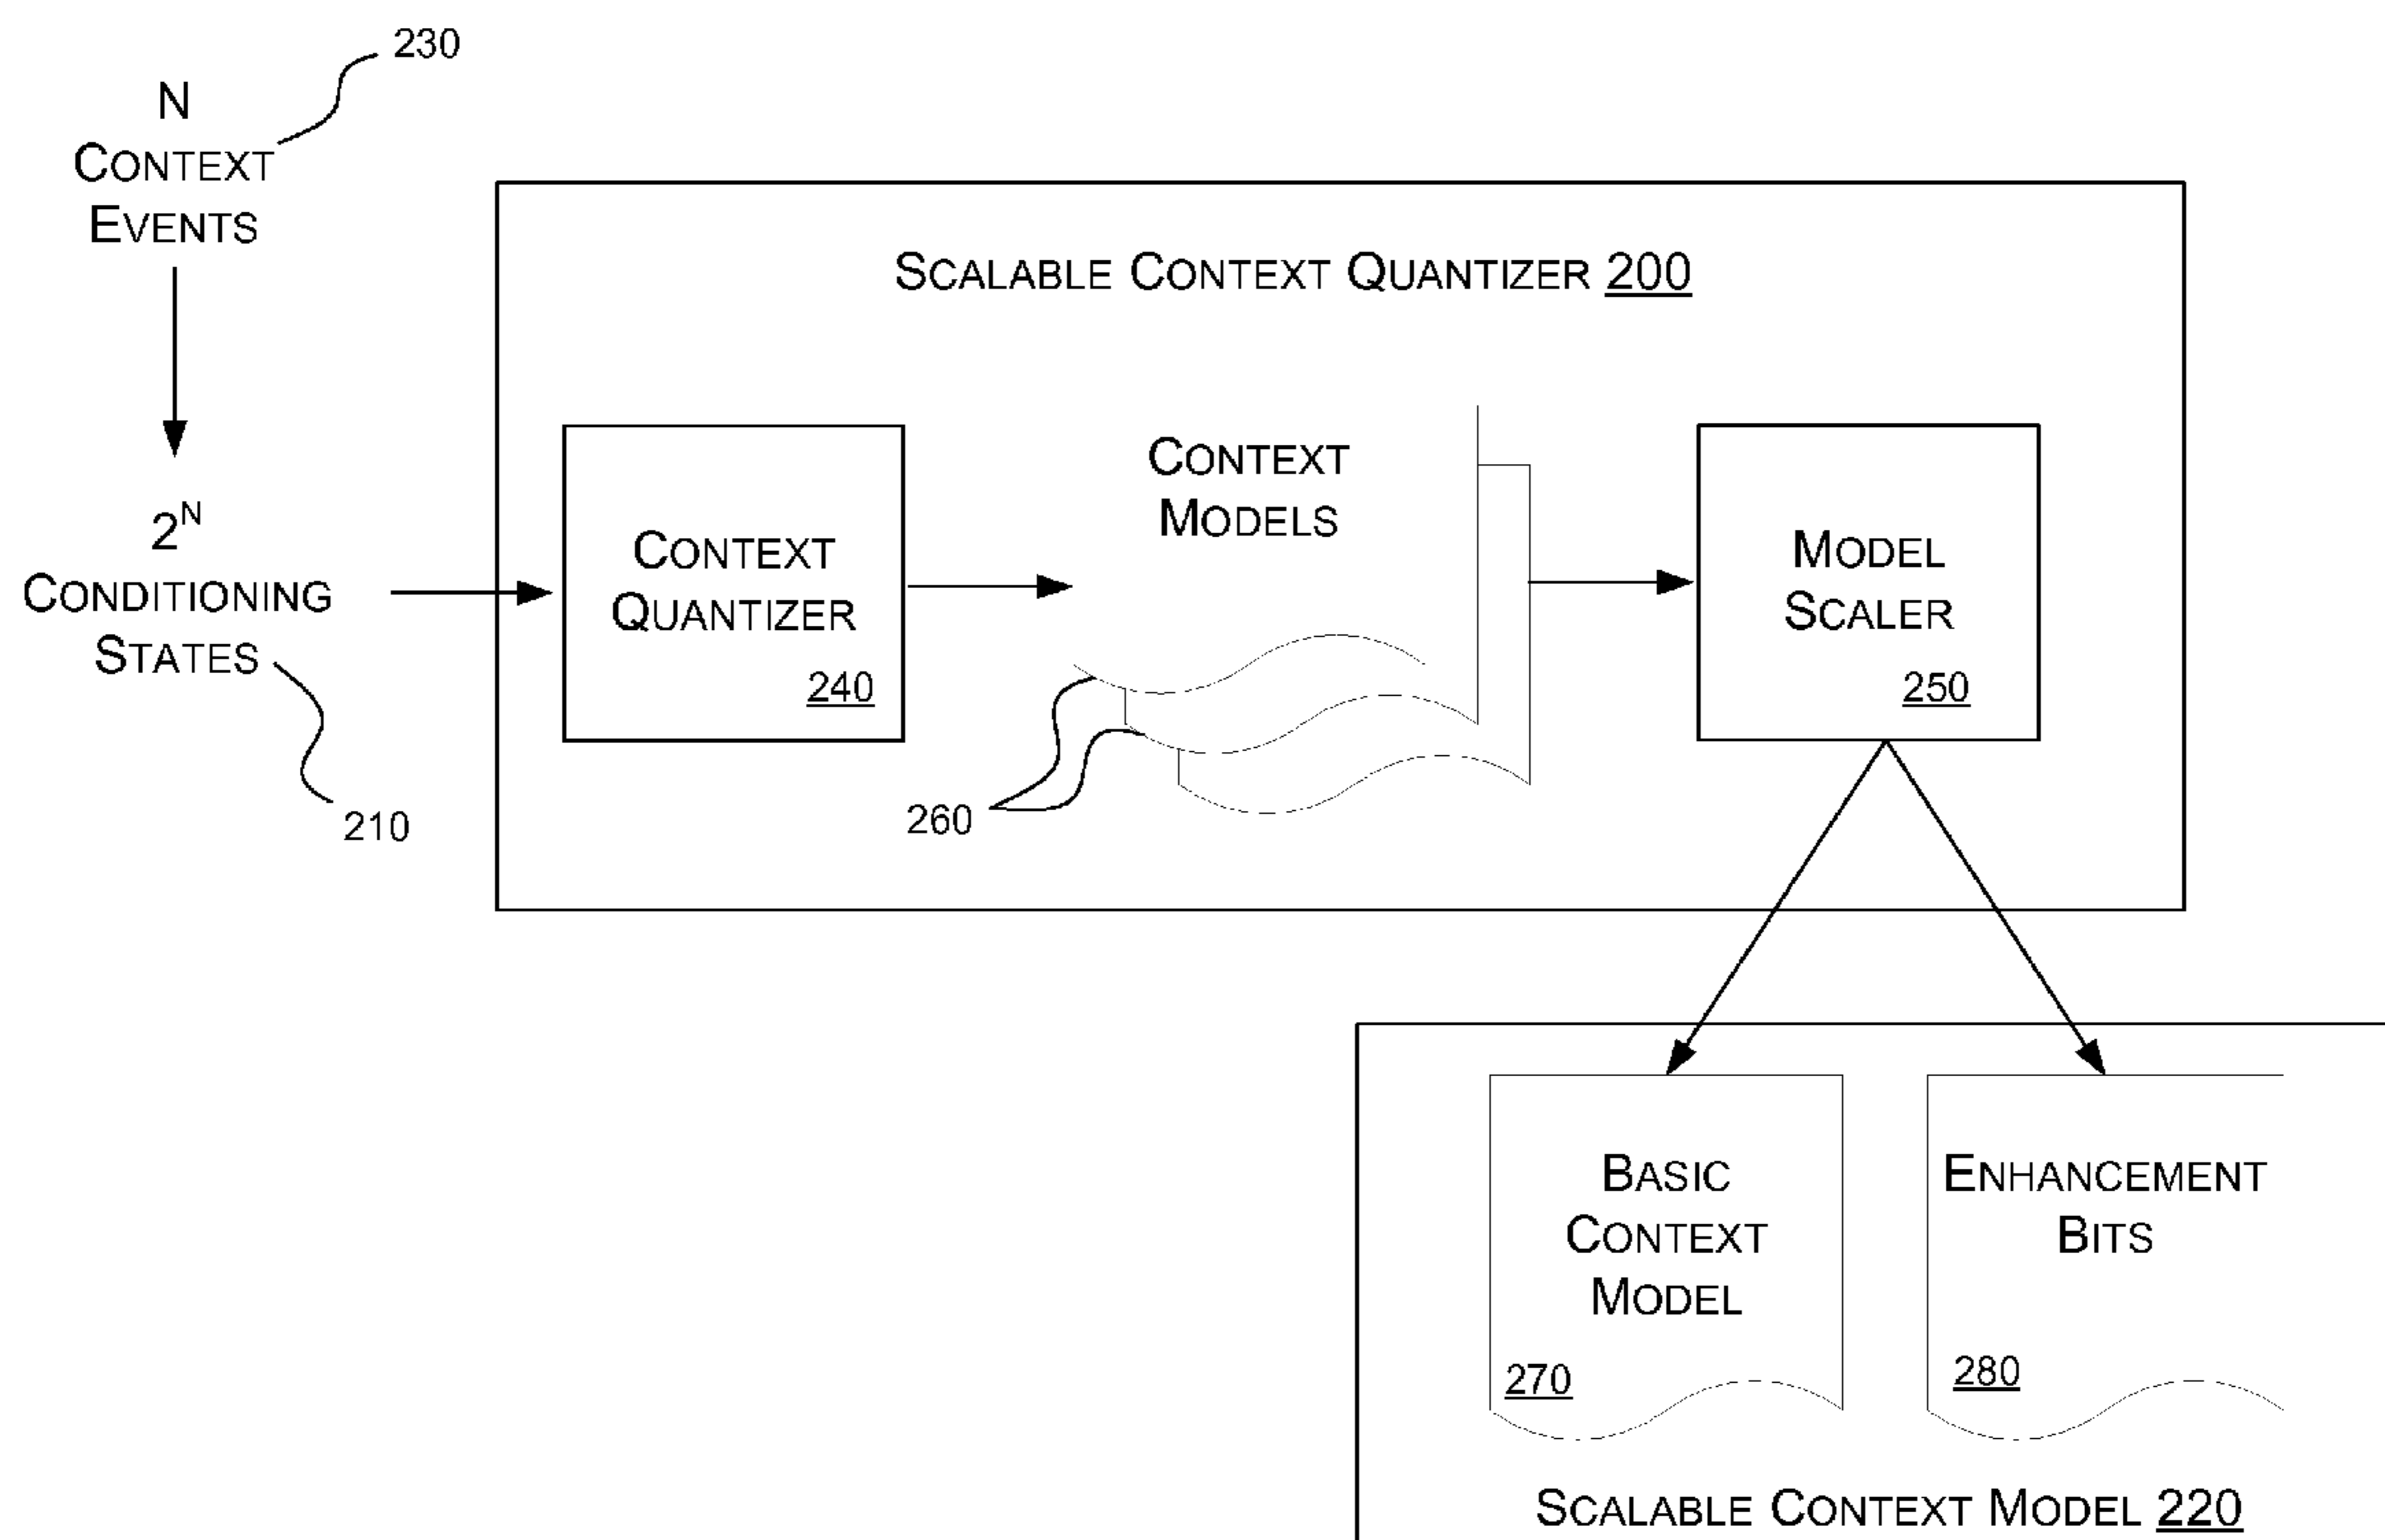 230
N
CONTEXT
EVENTS
SCALABLE CONTEXT QUANTIZER 200
2^N
CONDITIONING
STATES
210
CONTEXT
QUANTIZER
240
CONTEXT
MODELS
260
MODEL
SCALER
250
BASIC
CONTEXT
MODEL
270
ENHANCEMENT
BITS
280
SCALABLE CONTEXT MODEL 220